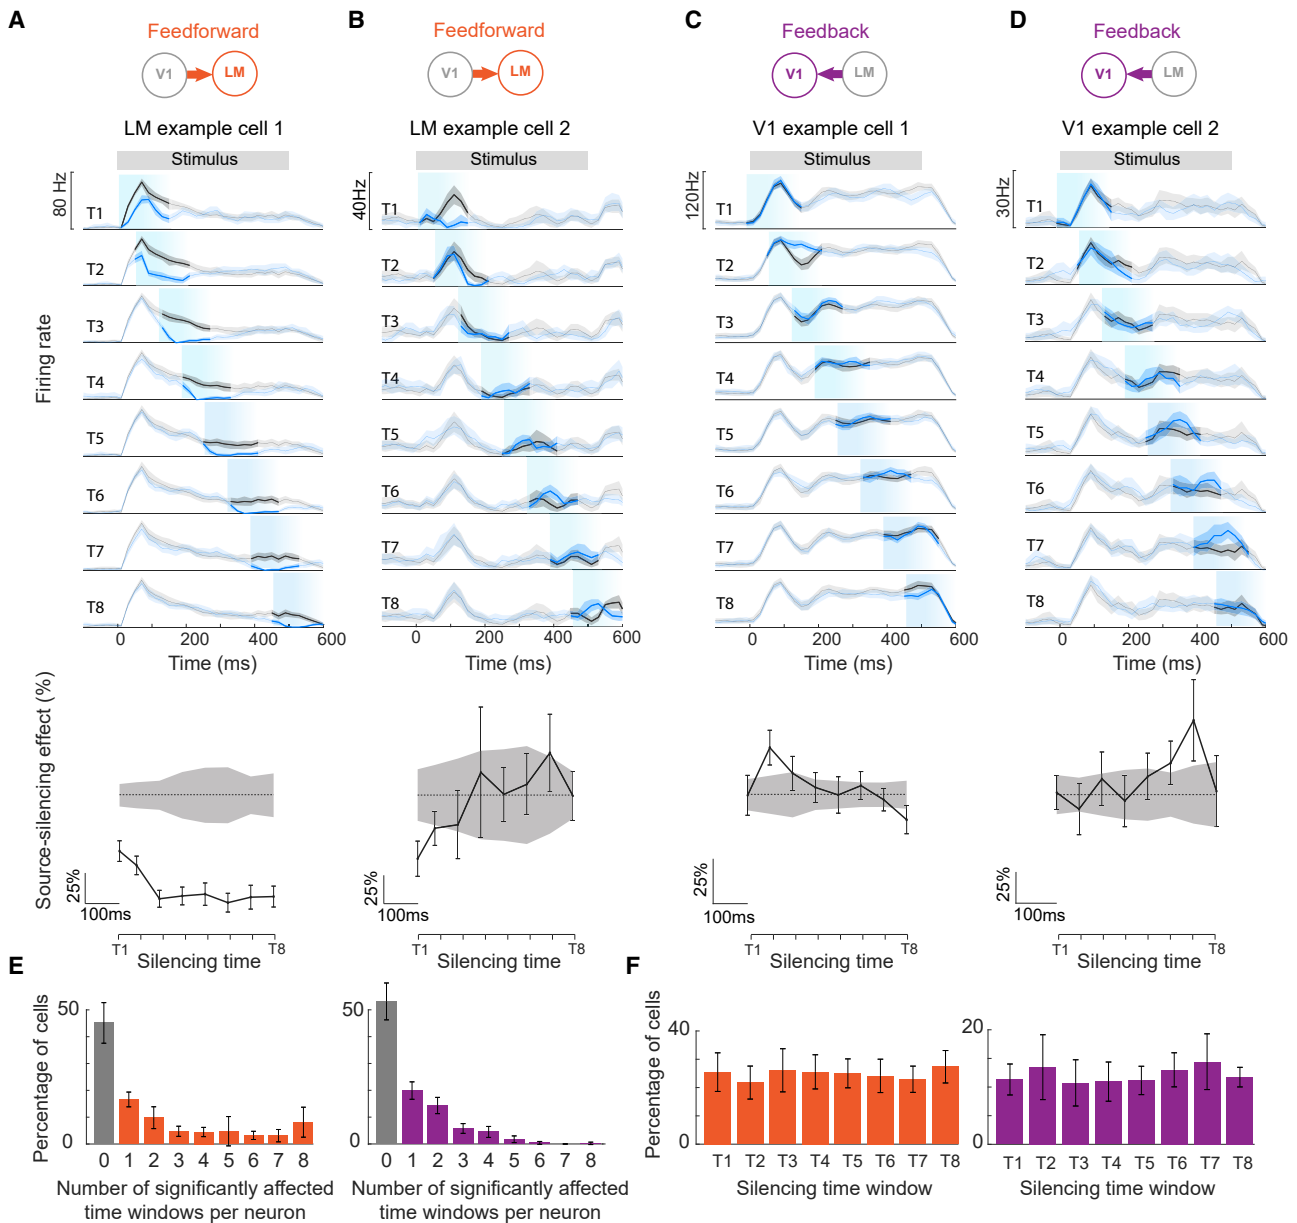 A
Feedforward
V1
LM
LM example cell 1
Stimulus
80 Hz
Firing rate
T1
T2
T3
T4
T5
T6
T7
T8
0
200
400
600
Time (ms)
Source-silencing effect (%)
25%
100ms
T1
T8
Silencing time
B
Feedforward
V1
LM
LM example cell 2
Stimulus
40Hz
T1
T2
T3
T4
T5
T6
T7
T8
0
200
400
600
Time (ms)
25%
100ms
T1
T8
Silencing time
C
Feedback
V1
LM
V1 example cell 1
Stimulus
120Hz
T1
T2
T3
T4
T5
T6
T7
T8
0
200
400
600
Time (ms)
25%
100ms
T1
T8
Silencing time
D
Feedback
V1
LM
V1 example cell 2
Stimulus
30Hz
T1
T2
T3
T4
T5
T6
T7
T8
0
200
400
600
Time (ms)
25%
100ms
T1
T8
Silencing time
E
Percentage of cells
50
0
0 1 2 3 4 5 6 7 8
Number of significantly affected
time windows per neuron
50
0
0 1 2 3 4 5 6 7 8
Number of significantly affected
time windows per neuron
F
Percentage of cells
40
0
T1 T2 T3 T4 T5 T6 T7 T8
Silencing time window
20
0
T1 T2 T3 T4 T5 T6 T7 T8
Silencing time window